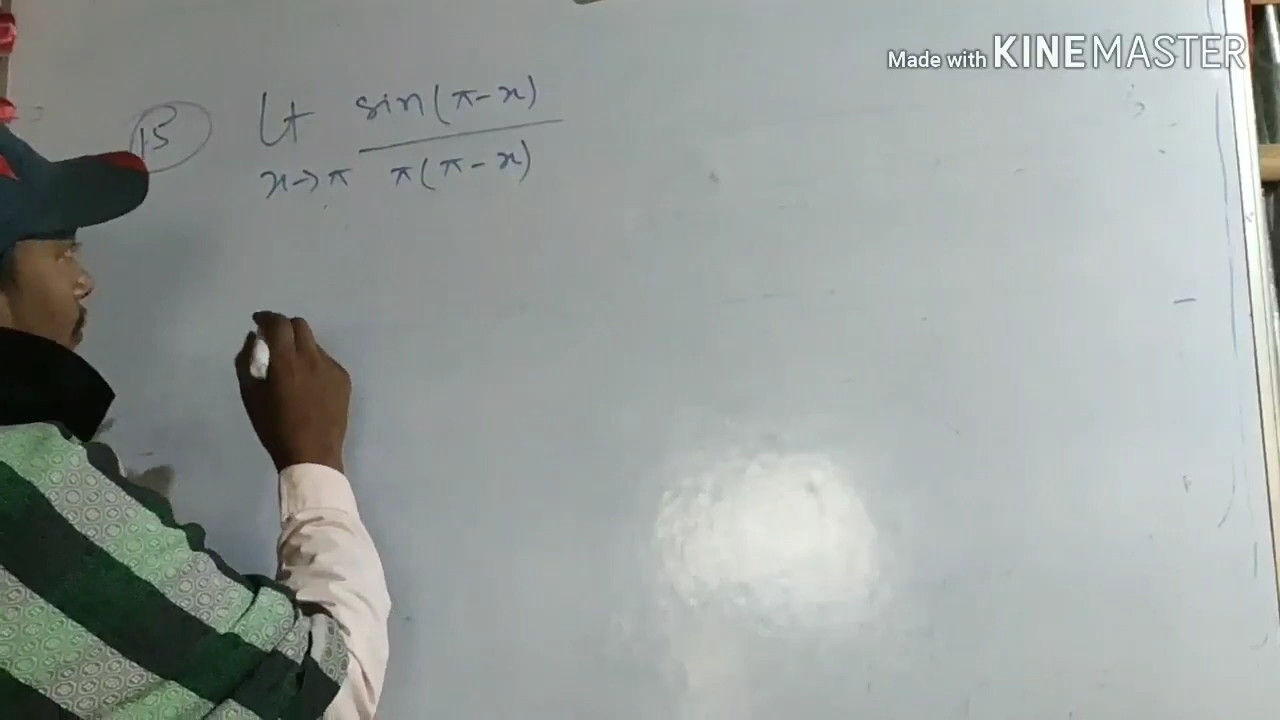 Made with KINEMASTER
15 Lt sin(π-x)
x->π π(π-x)